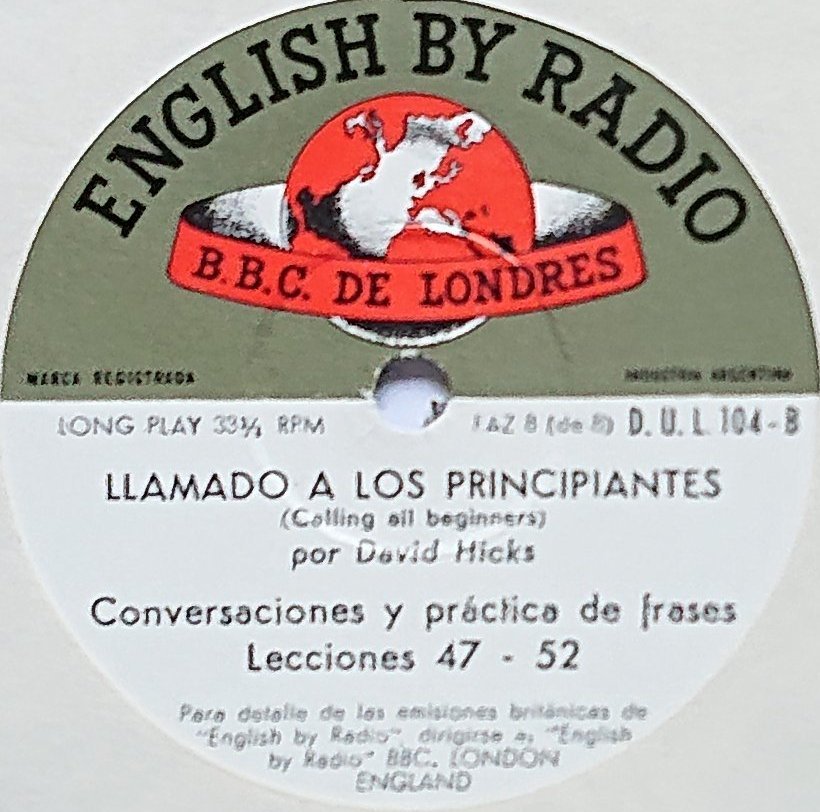 ENGLISH BY RADIO
B.B.C. DE LONDRES
MARCA REGISTRADA
INDUSTRIA ARGENTINA
LONG PLAY 33⅓ RPM
FAZ 8 (de 8) D.U.L 104-B
LLAMADO A LOS PRINCIPIANTES
(Calling all beginners)
por David Hicks
Conversaciones y práctica de frases
Lecciones 47 - 52
Para detalle de las emisiones británicas de
"English by Radio", dirigirse a: "English
by Radio" BBC. LONDON
ENGLAND